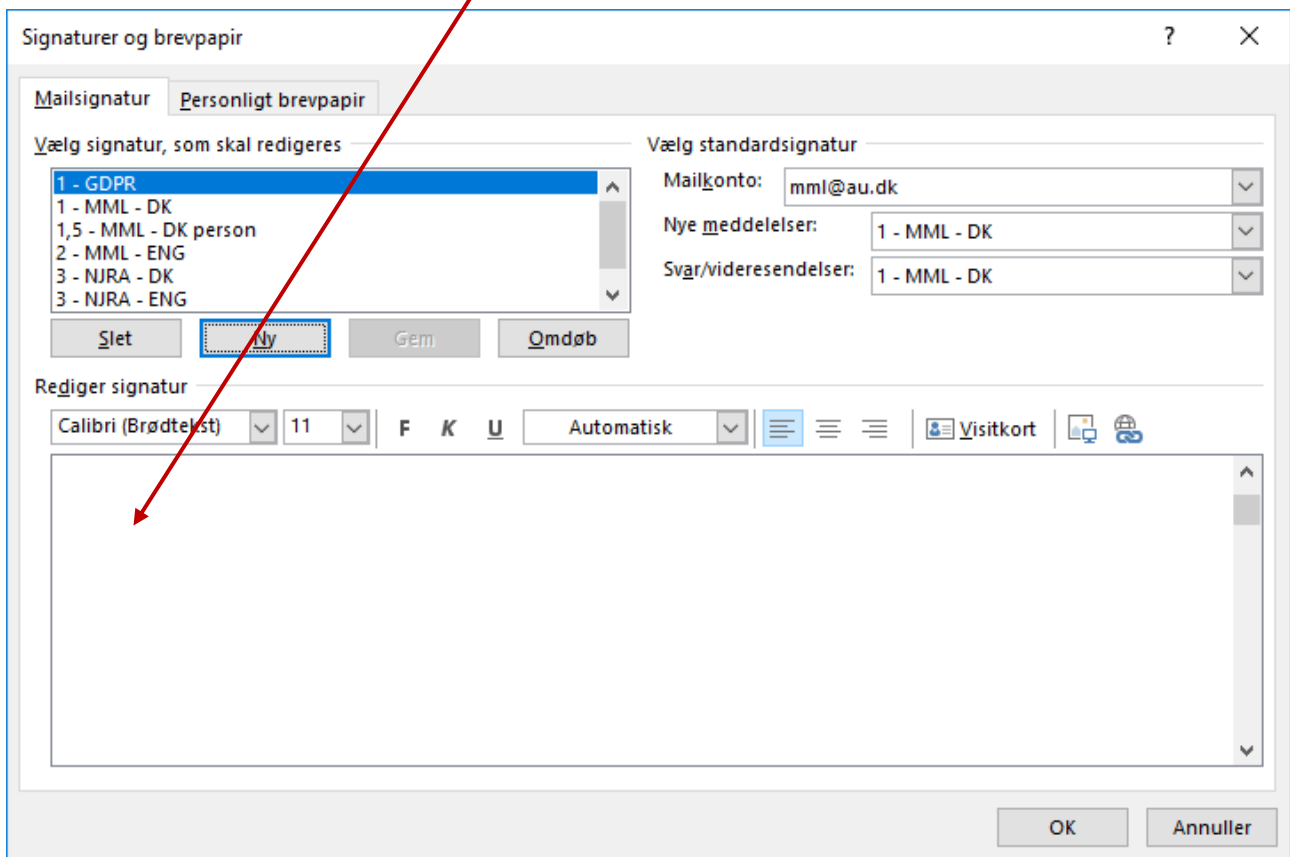 Signaturer og brevpapir
Mailsignatur Personligt brevpapir
Vælg signatur, som skal redigeres
1 - GDPR
1 - MML - DK
1,5 - MML - DK person
2 - MML - ENG
3 - NJRA - DK
3 - NJRA - ENG
Slet Ny Gem Omdøb
Vælg standardsignatur
Mailkonto: mml@au.dk
Nye meddelelser: 1 - MML - DK
Svar/videresendelser: 1 - MML - DK
Rediger signatur
Calibri (Brødtekst) 11 F K U Automatisk Visitkort
OK Annuller